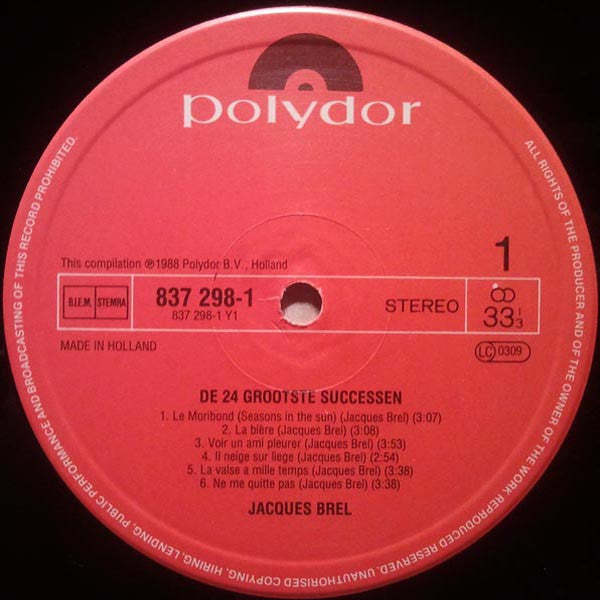 polydor
1
This compilation ℗1988 Polydor B.V., Holland
B.I.E.M. STEMRA
837 298-1
837 298-1 Y1
STEREO
33 1/3
MADE IN HOLLAND
LC 0309
DE 24 GROOTSTE SUCCESSEN
1. Le Moribond (Seasons in the sun) (Jacques Brel) (3:07)
2. La bière (Jacques Brel) (3:08)
3. Voir un ami pleurer (Jacques Brel) (3:53)
4. Il neige sur liege (Jacques Brel) (2:54)
5. La valse a mille temps (Jacques Brel) (3:38)
6. Ne me quitte pas (Jacques Brel) (3:38)
JACQUES BREL
ALL RIGHTS OF THE PRODUCER AND OF THE OWNER OF THE WORK REPRODUCED RESERVED. UNAUTHORISED COPYING, HIRING, LENDING, PUBLIC PERFORMANCE AND BROADCASTING OF THIS RECORD PROHIBITED.